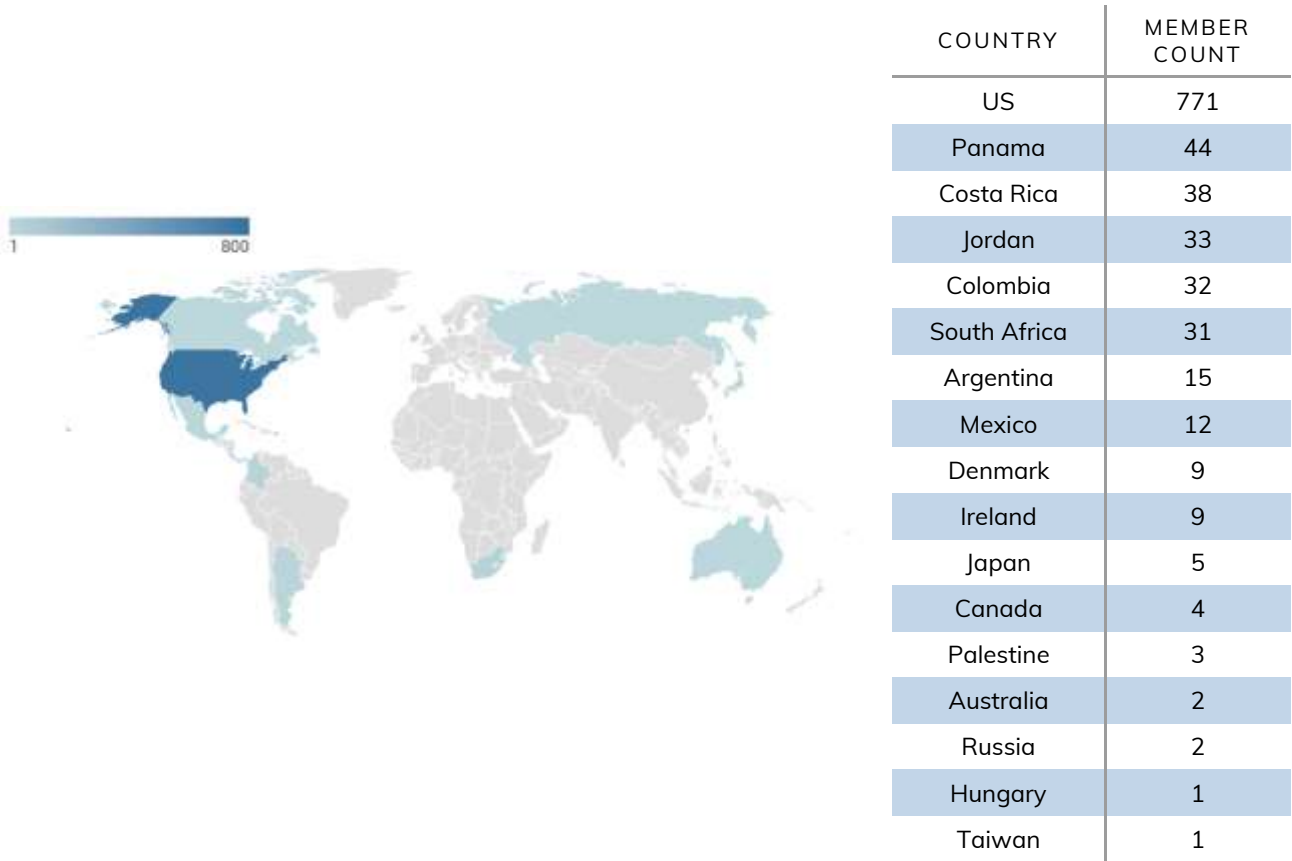 COUNTRY MEMBER COUNT
US 771
Panama 44
Costa Rica 38
Jordan 33
Colombia 32
South Africa 31
Argentina 15
Mexico 12
Denmark 9
Ireland 9
Japan 5
Canada 4
Palestine 3
Australia 2
Russia 2
Hungary 1
Taiwan 1
1 800